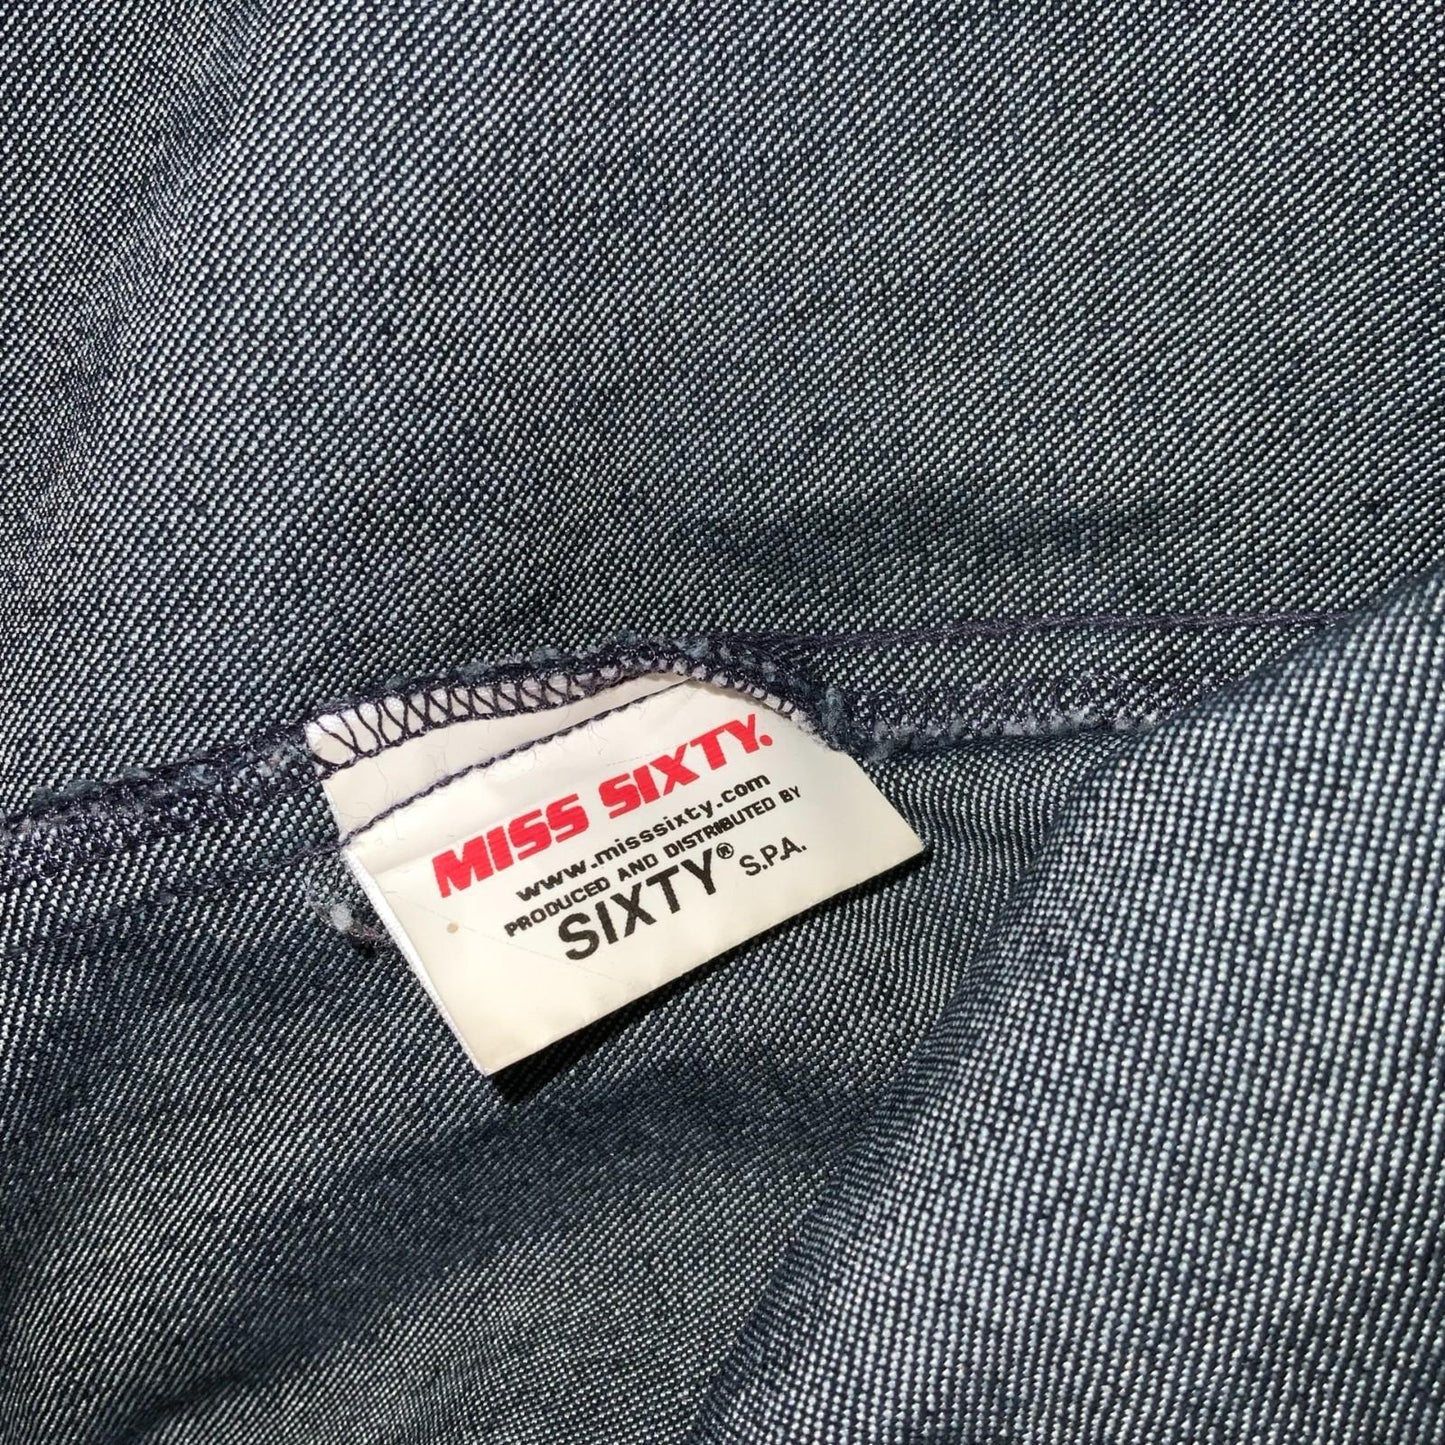 MISS SIXTY.
www.misssixty.com
PRODUCED AND DISTRIBUTED BY
SIXTY® S.P.A.